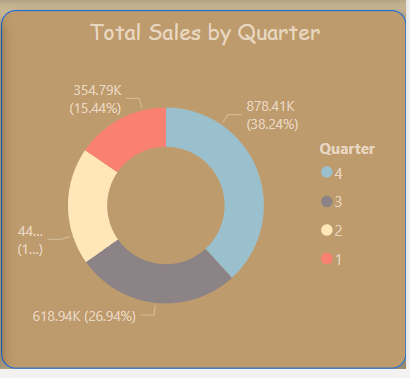 Total Sales by Quarter
354.79K
(15.44%)
878.41K
(38.24%)
Quarter
4
3
2
1
44...
(1...)
618.94K (26.94%)